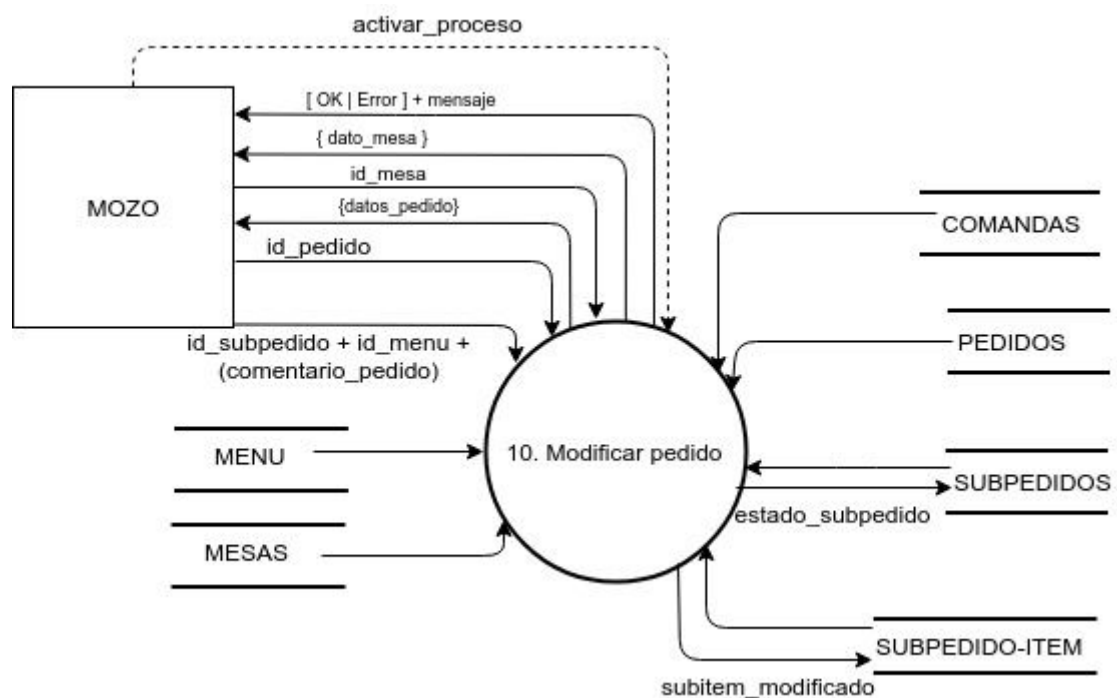 activar_proceso
[ OK | Error ] + mensaje
{ dato_mesa }
id_mesa
{datos_pedido}
MOZO
id_pedido
id_subpedido + id_menu +
(comentario_pedido)
COMANDAS
PEDIDOS
MENU
10. Modificar pedido
SUBPEDIDOS
estado_subpedido
MESAS
SUBPEDIDO-ITEM
subitem_modificado